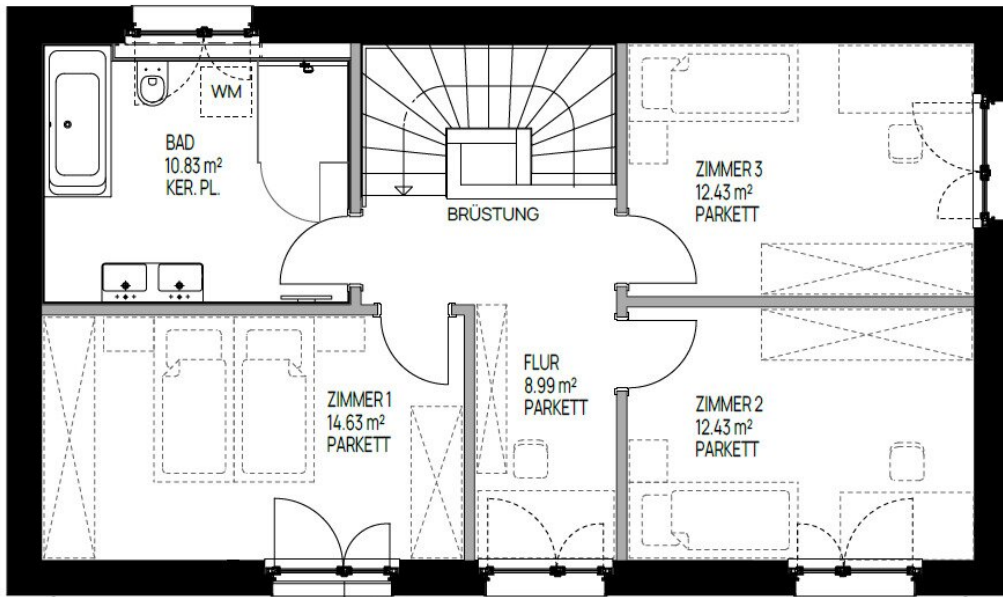 WM
BAD
10.83 m²
KER. PL.
BRÜSTUNG
ZIMMER 3
12.43 m²
PARKETT
ZIMMER 1
14.63 m²
PARKETT
FLUR
8.99 m²
PARKETT
ZIMMER 2
12.43 m²
PARKETT